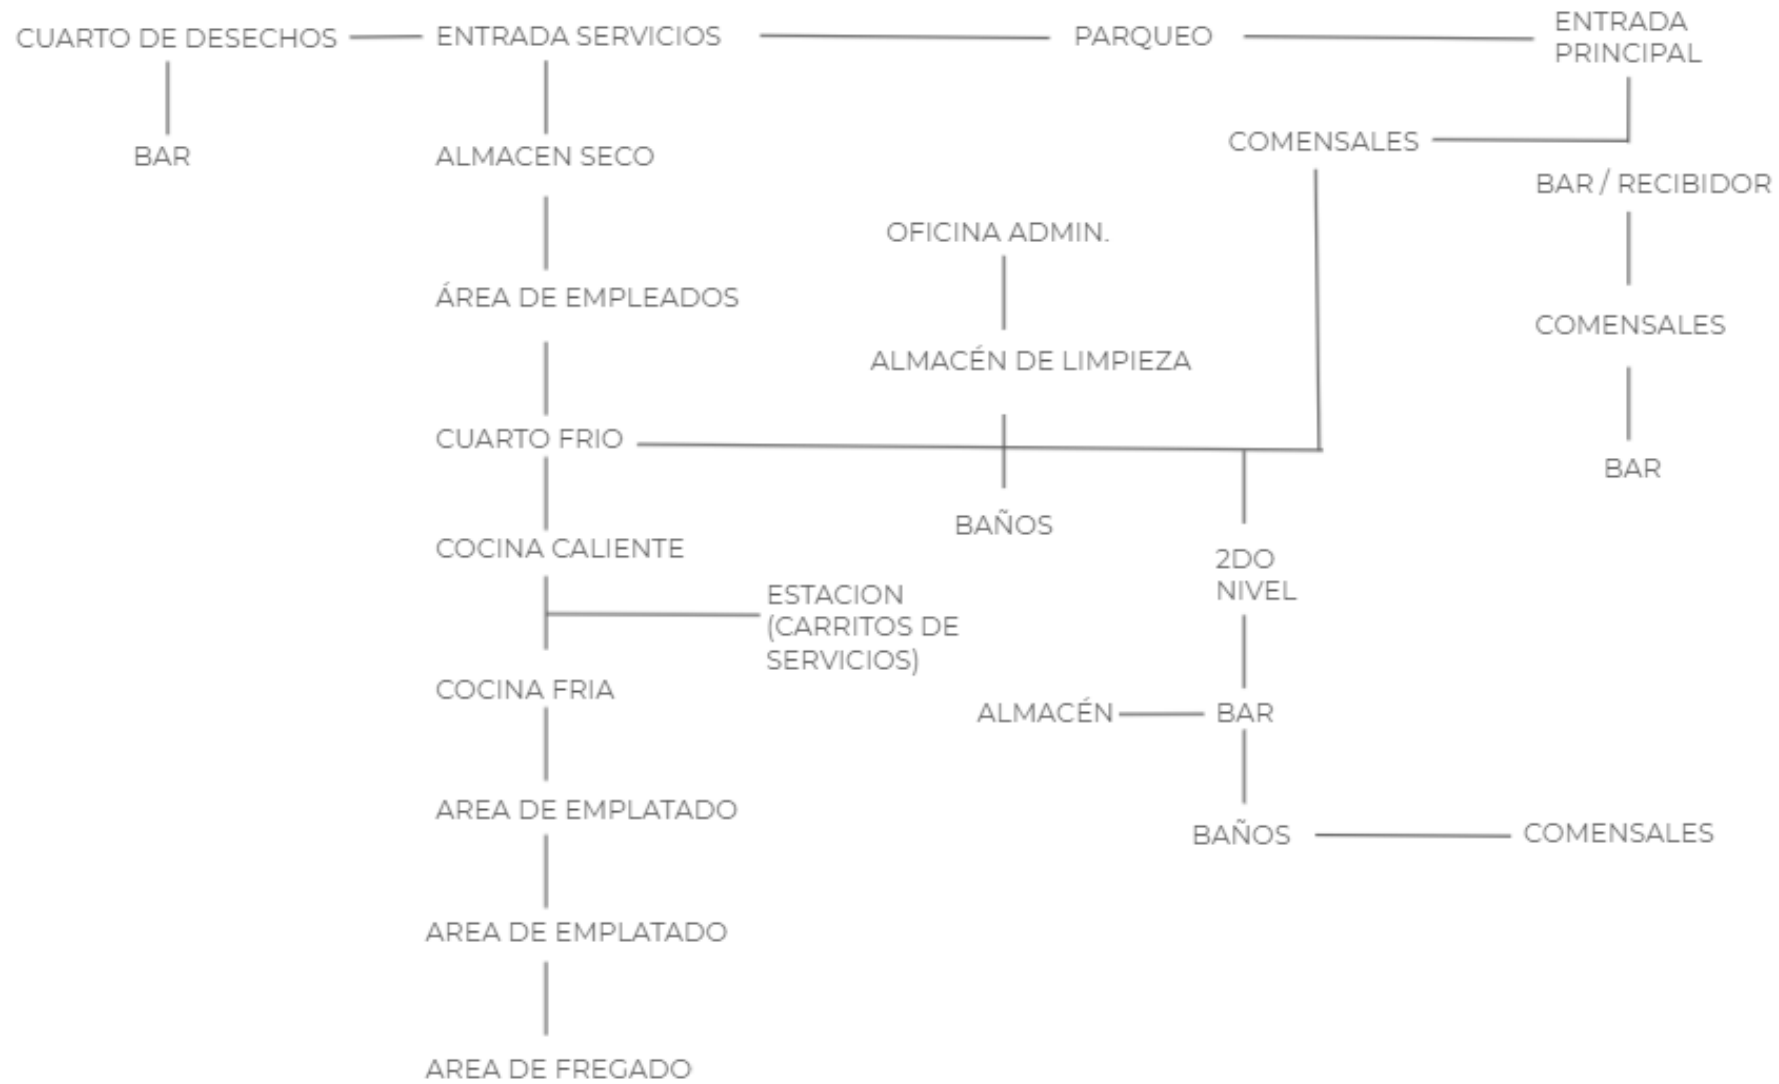 CUARTO DE DESECHOS
ENTRADA SERVICIOS
PARQUEO
ENTRADA
PRINCIPAL
BAR
ALMACEN SECO
COMENSALES
BAR / RECIBIDOR
OFICINA ADMIN.
ÁREA DE EMPLEADOS
COMENSALES
ALMACÉN DE LIMPIEZA
CUARTO FRIO
BAR
BAÑOS
COCINA CALIENTE
2DO
NIVEL
ESTACION
(CARRITOS DE
SERVICIOS)
COCINA FRIA
ALMACÉN
BAR
AREA DE EMPLATADO
BAÑOS
COMENSALES
AREA DE EMPLATADO
AREA DE FREGADO